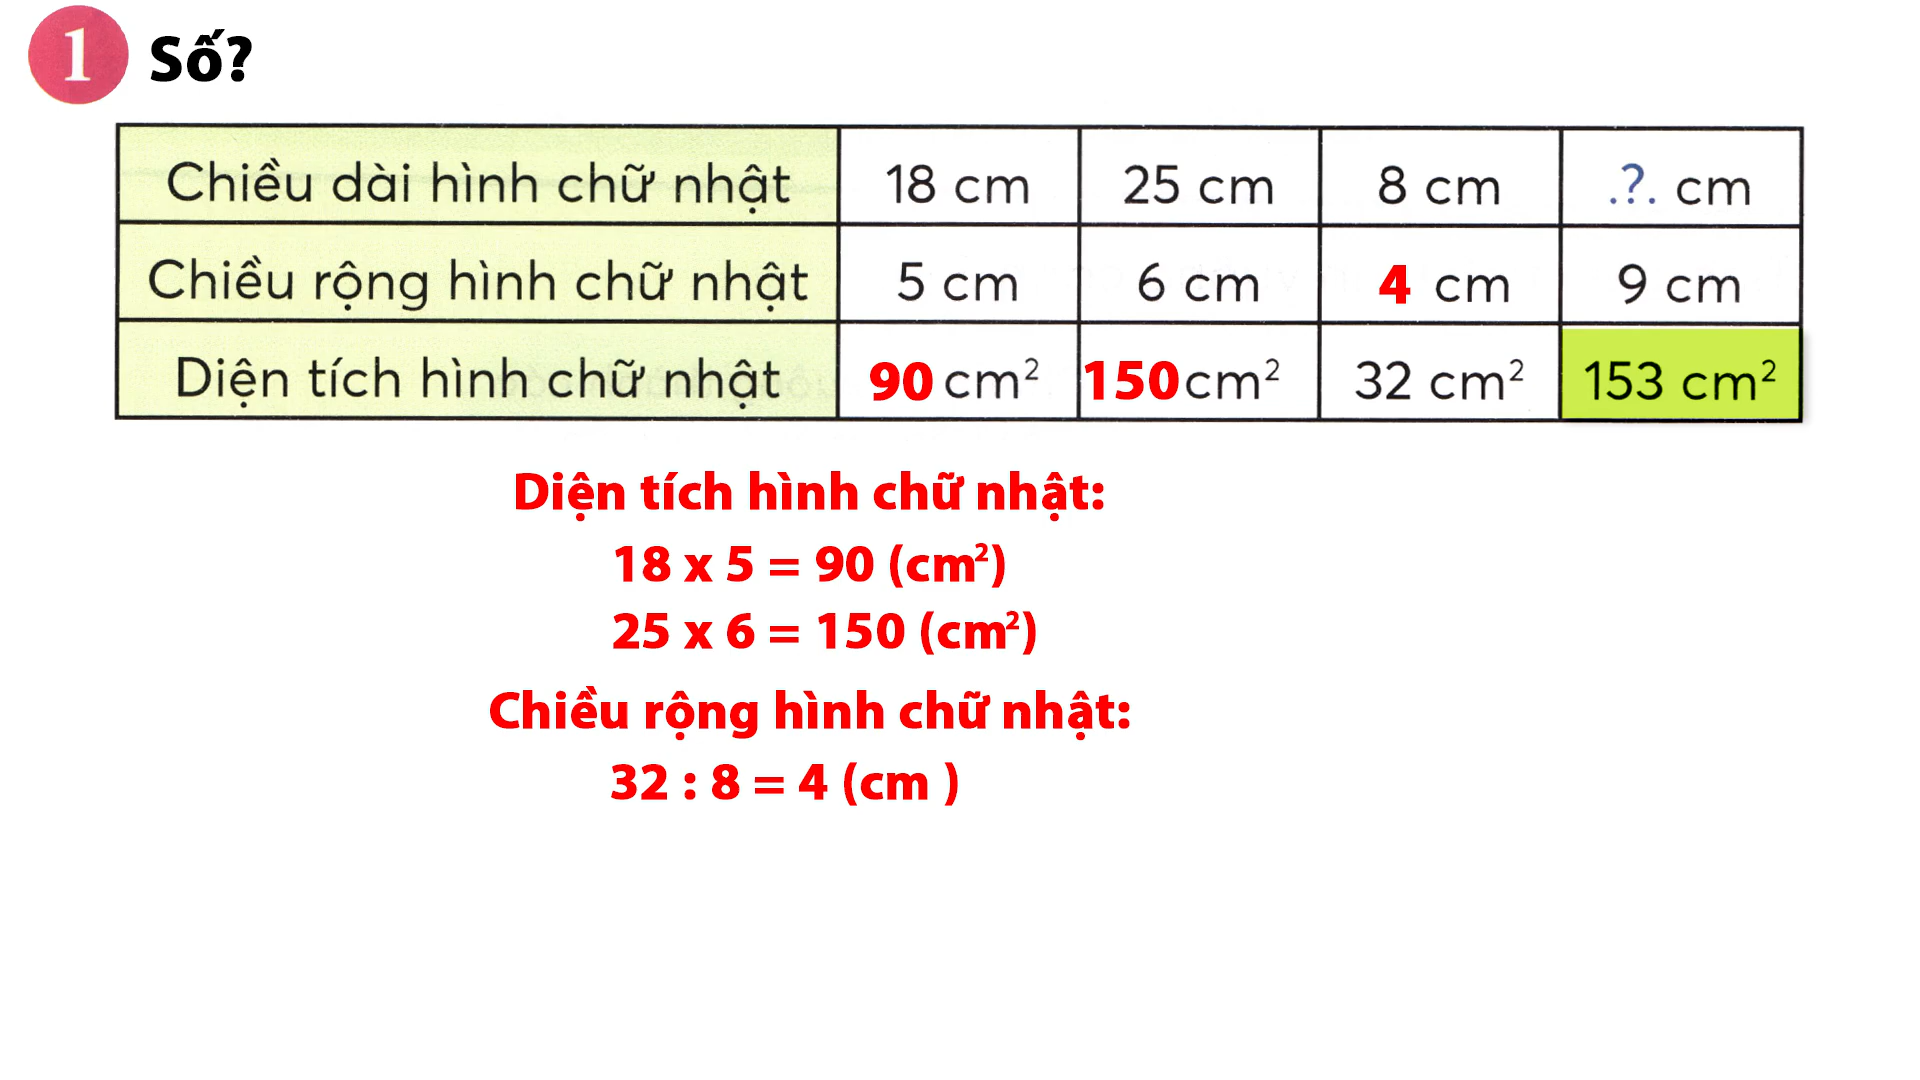 1 Số?
Chiều dài hình chữ nhật 18 cm 25 cm 8 cm .?. cm
Chiều rộng hình chữ nhật 5 cm 6 cm 4 cm 9 cm
Diện tích hình chữ nhật 90 cm² 150 cm² 32 cm² 153 cm²
Diện tích hình chữ nhật:
18 x 5 = 90 (cm²)
25 x 6 = 150 (cm²)
Chiều rộng hình chữ nhật:
32 : 8 = 4 (cm )